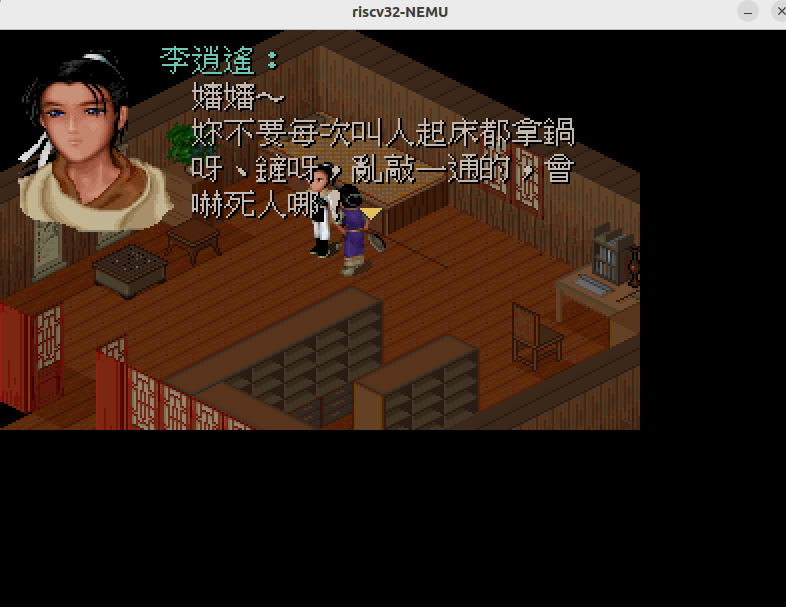 riscv32-NEMU
李逍遙：
嬸嬸～
妳不要每次叫人起床都拿鍋
呀、鏟呀，亂敲一通的，會
嚇死人哪